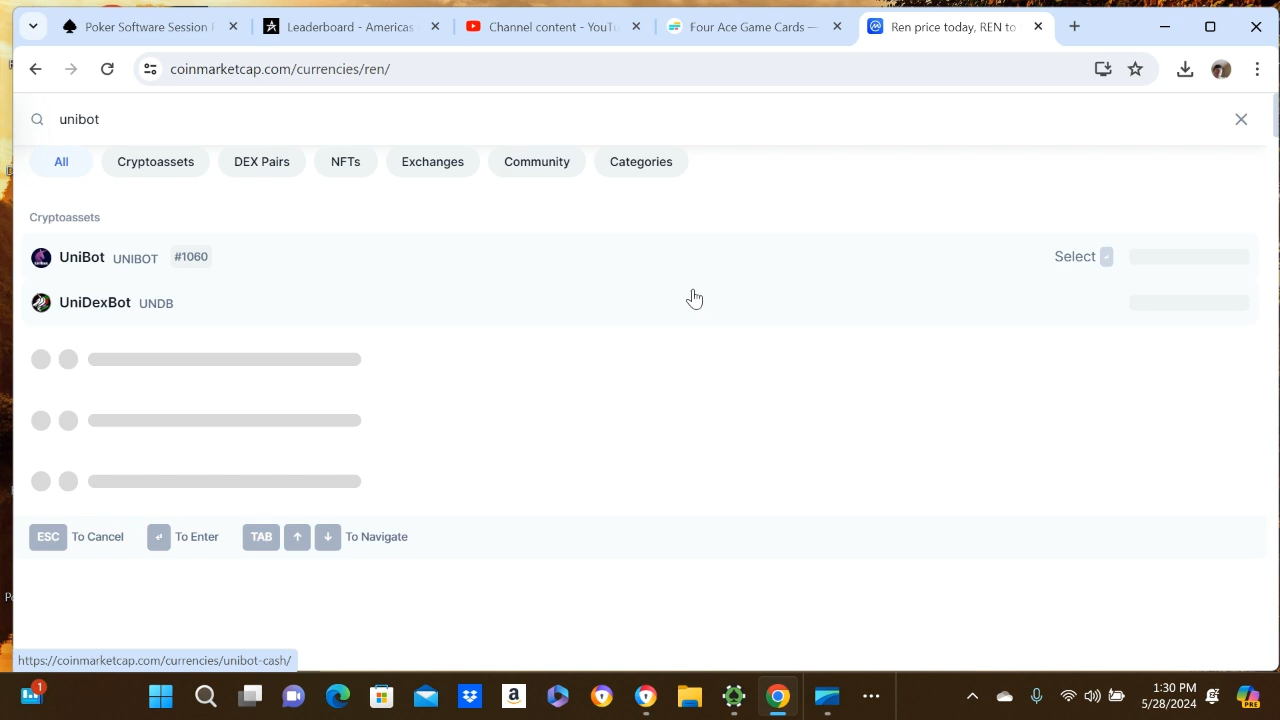 Poker Software — P
Leaderboard - Americas
Channel content - YouTu
Four Ace Game Cards —
Ren price today, REN to
coinmarketcap.com/currencies/ren/
unibot
All Cryptoassets DEX Pairs NFTs Exchanges Community Categories
Cryptoassets
UniBot UNIBOT #1060 Select
UniDexBot UNDB
ESC To Cancel ↵ To Enter TAB ↑ ↓ To Navigate
https://coinmarketcap.com/currencies/unibot-cash/
1
1:30 PM
5/28/2024
PRE